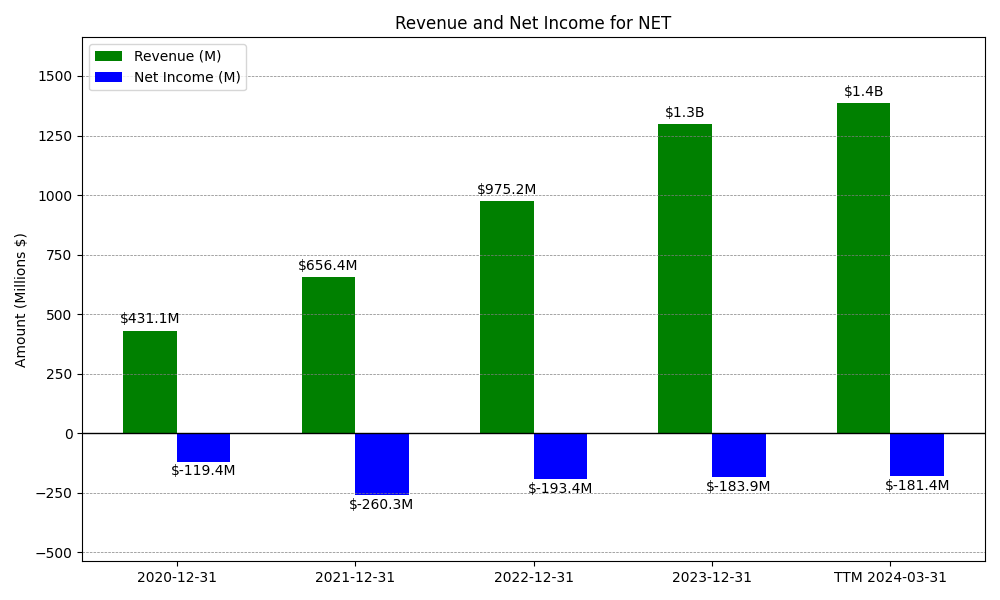 Revenue and Net Income for NET
Revenue (M)
Net Income (M)
Amount (Millions $)
1500
1250
1000
750
500
250
0
−250
−500
$431.1M
$656.4M
$975.2M
$1.3B
$1.4B
$-119.4M
$-260.3M
$-193.4M
$-183.9M
$-181.4M
2020-12-31
2021-12-31
2022-12-31
2023-12-31
TTM 2024-03-31